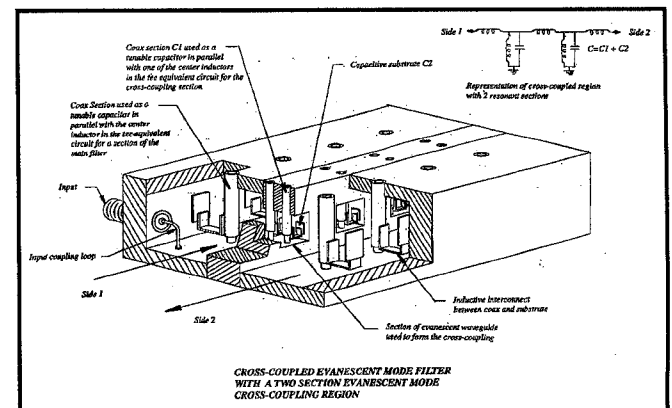 Coax section C1 used as a
tunable capacitor in parallel
with one of the center inductors
in the tee equivalent circuit for the
cross-coupling section
Coax Section used as a
tunable capacitor in
parallel with the center
inductor in the tee-equivalent
circuit for a section of the
main filter
Capacitive substrate C2
Side 1
Side 2
C=C1 + C2
Representation of cross-coupled region
with 2 resonant sections
Input
Input coupling loop
Side 1
Side 2
Inductive interconnect
between coax and substrate
Section of evanescent waveguide
used to form the cross-coupling
CROSS-COUPLED EVANESCENT MODE FILTER
WITH A TWO SECTION EVANESCENT MODE
CROSS-COUPLING REGION